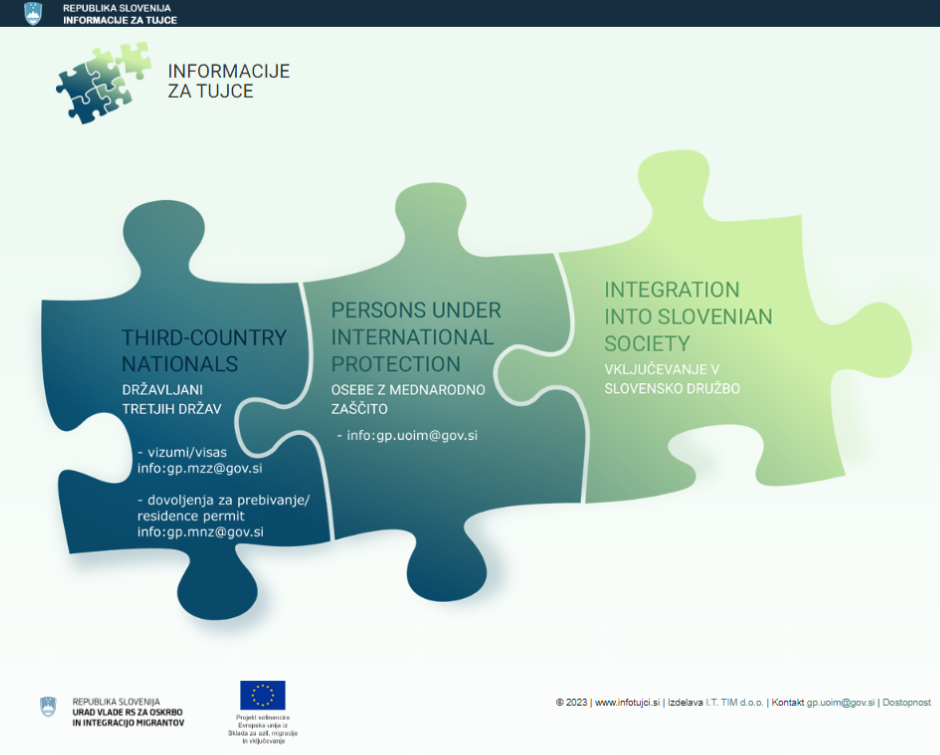 REPUBLIKA SLOVENIJA
INFORMACIJE ZA TUJCE
INFORMACIJE
ZA TUJCE
THIRD-COUNTRY
NATIONALS
DRŽAVLJANI
TRETJIH DRŽAV
- vizumi/visas
info:gp.mzz@gov.si
- dovoljenja za prebivanje/
residence permit
info:gp.mnz@gov.si
PERSONS UNDER
INTERNATIONAL
PROTECTION
OSEBE Z MEDNARODNO
ZAŠČITO
- info:gp.uoim@gov.si
INTEGRATION
INTO SLOVENIAN
SOCIETY
VKLJUČEVANJE V
SLOVENSKO DRUŽBO
REPUBLIKA SLOVENIJA
URAD VLADE RS ZA OSKRBO
IN INTEGRACIJO MIGRANTOV
Projekt sofinancira
Evropska unija iz
Sklada za azil, migracije
in vključevanje
© 2023 | www.infotujci.si | Izdelava I.T. TIM d.o.o. | Kontakt gp.uoim@gov.si | Dostopnost